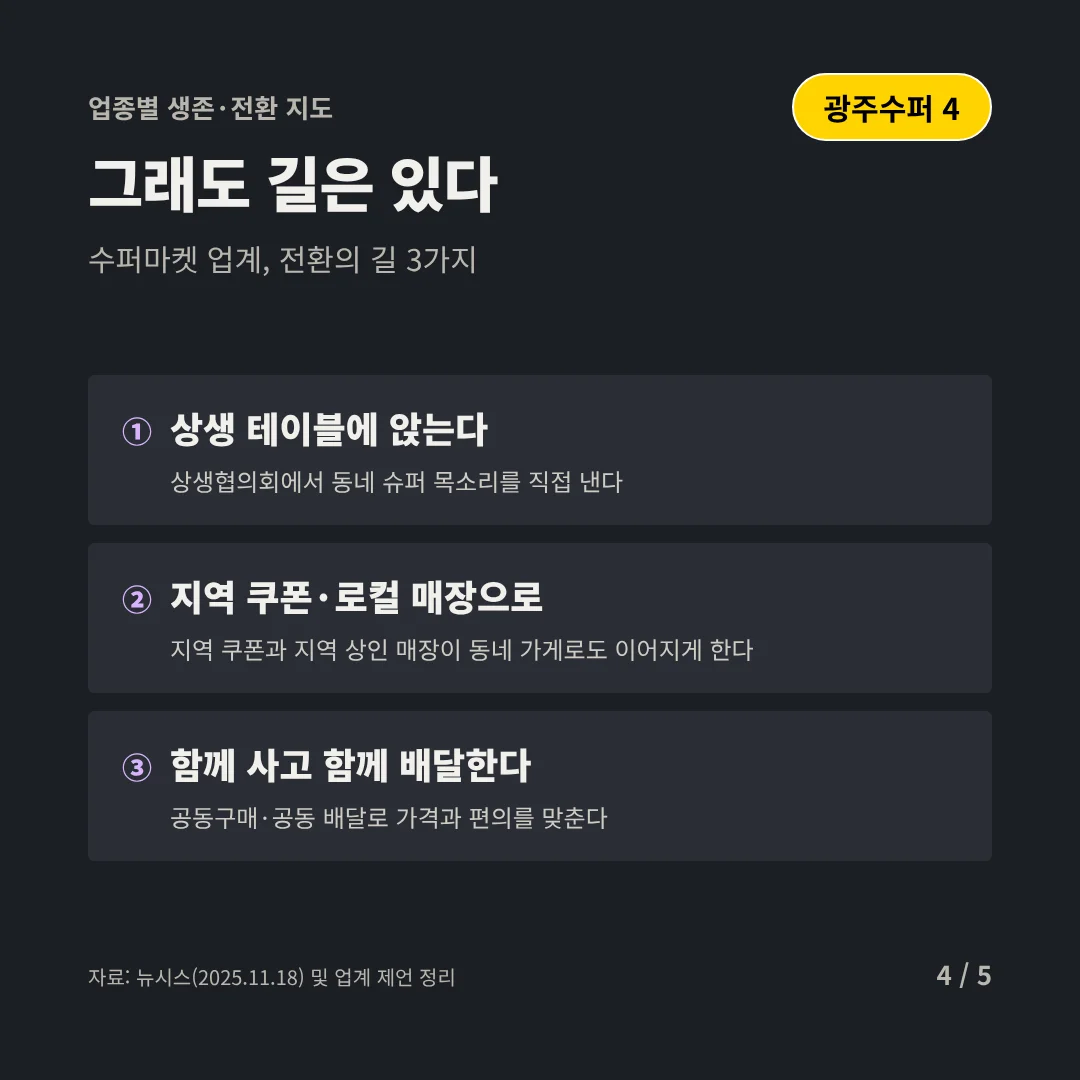 업종별 생존·전환 지도
광주수퍼 4
그래도 길은 있다
수퍼마켓 업계, 전환의 길 3가지
① 상생 테이블에 앉는다
상생협의회에서 동네 슈퍼 목소리를 직접 낸다
② 지역 쿠폰·로컬 매장으로
지역 쿠폰과 지역 상인 매장이 동네 가게로도 이어지게 한다
③ 함께 사고 함께 배달한다
공동구매·공동 배달로 가격과 편의를 맞춘다
자료: 뉴시스(2025.11.18) 및 업계 제언 정리
4 / 5